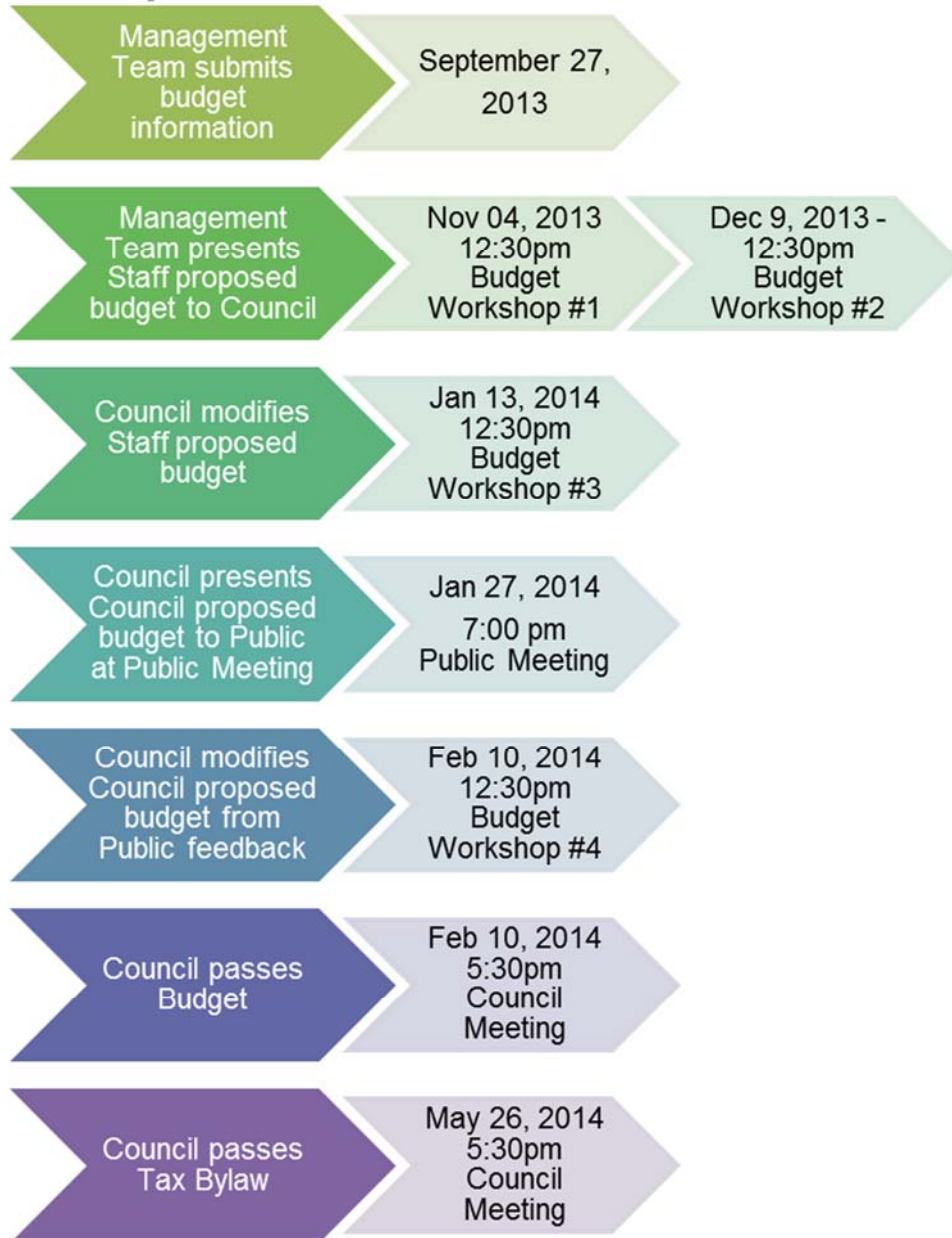 Management
Team submits
budget
information
September 27,
2013
Management
Team presents
Staff proposed
budget to Council
Nov 04, 2013
12:30pm
Budget
Workshop #1
Dec 9, 2013 -
12:30pm
Budget
Workshop #2
Council modifies
Staff proposed
budget
Jan 13, 2014
12:30pm
Budget
Workshop #3
Council presents
Council proposed
budget to Public
at Public Meeting
Jan 27, 2014
7:00 pm
Public Meeting
Council modifies
Council proposed
budget from
Public feedback
Feb 10, 2014
12:30pm
Budget
Workshop #4
Council passes
Budget
Feb 10, 2014
5:30pm
Council
Meeting
Council passes
Tax Bylaw
May 26, 2014
5:30pm
Council
Meeting